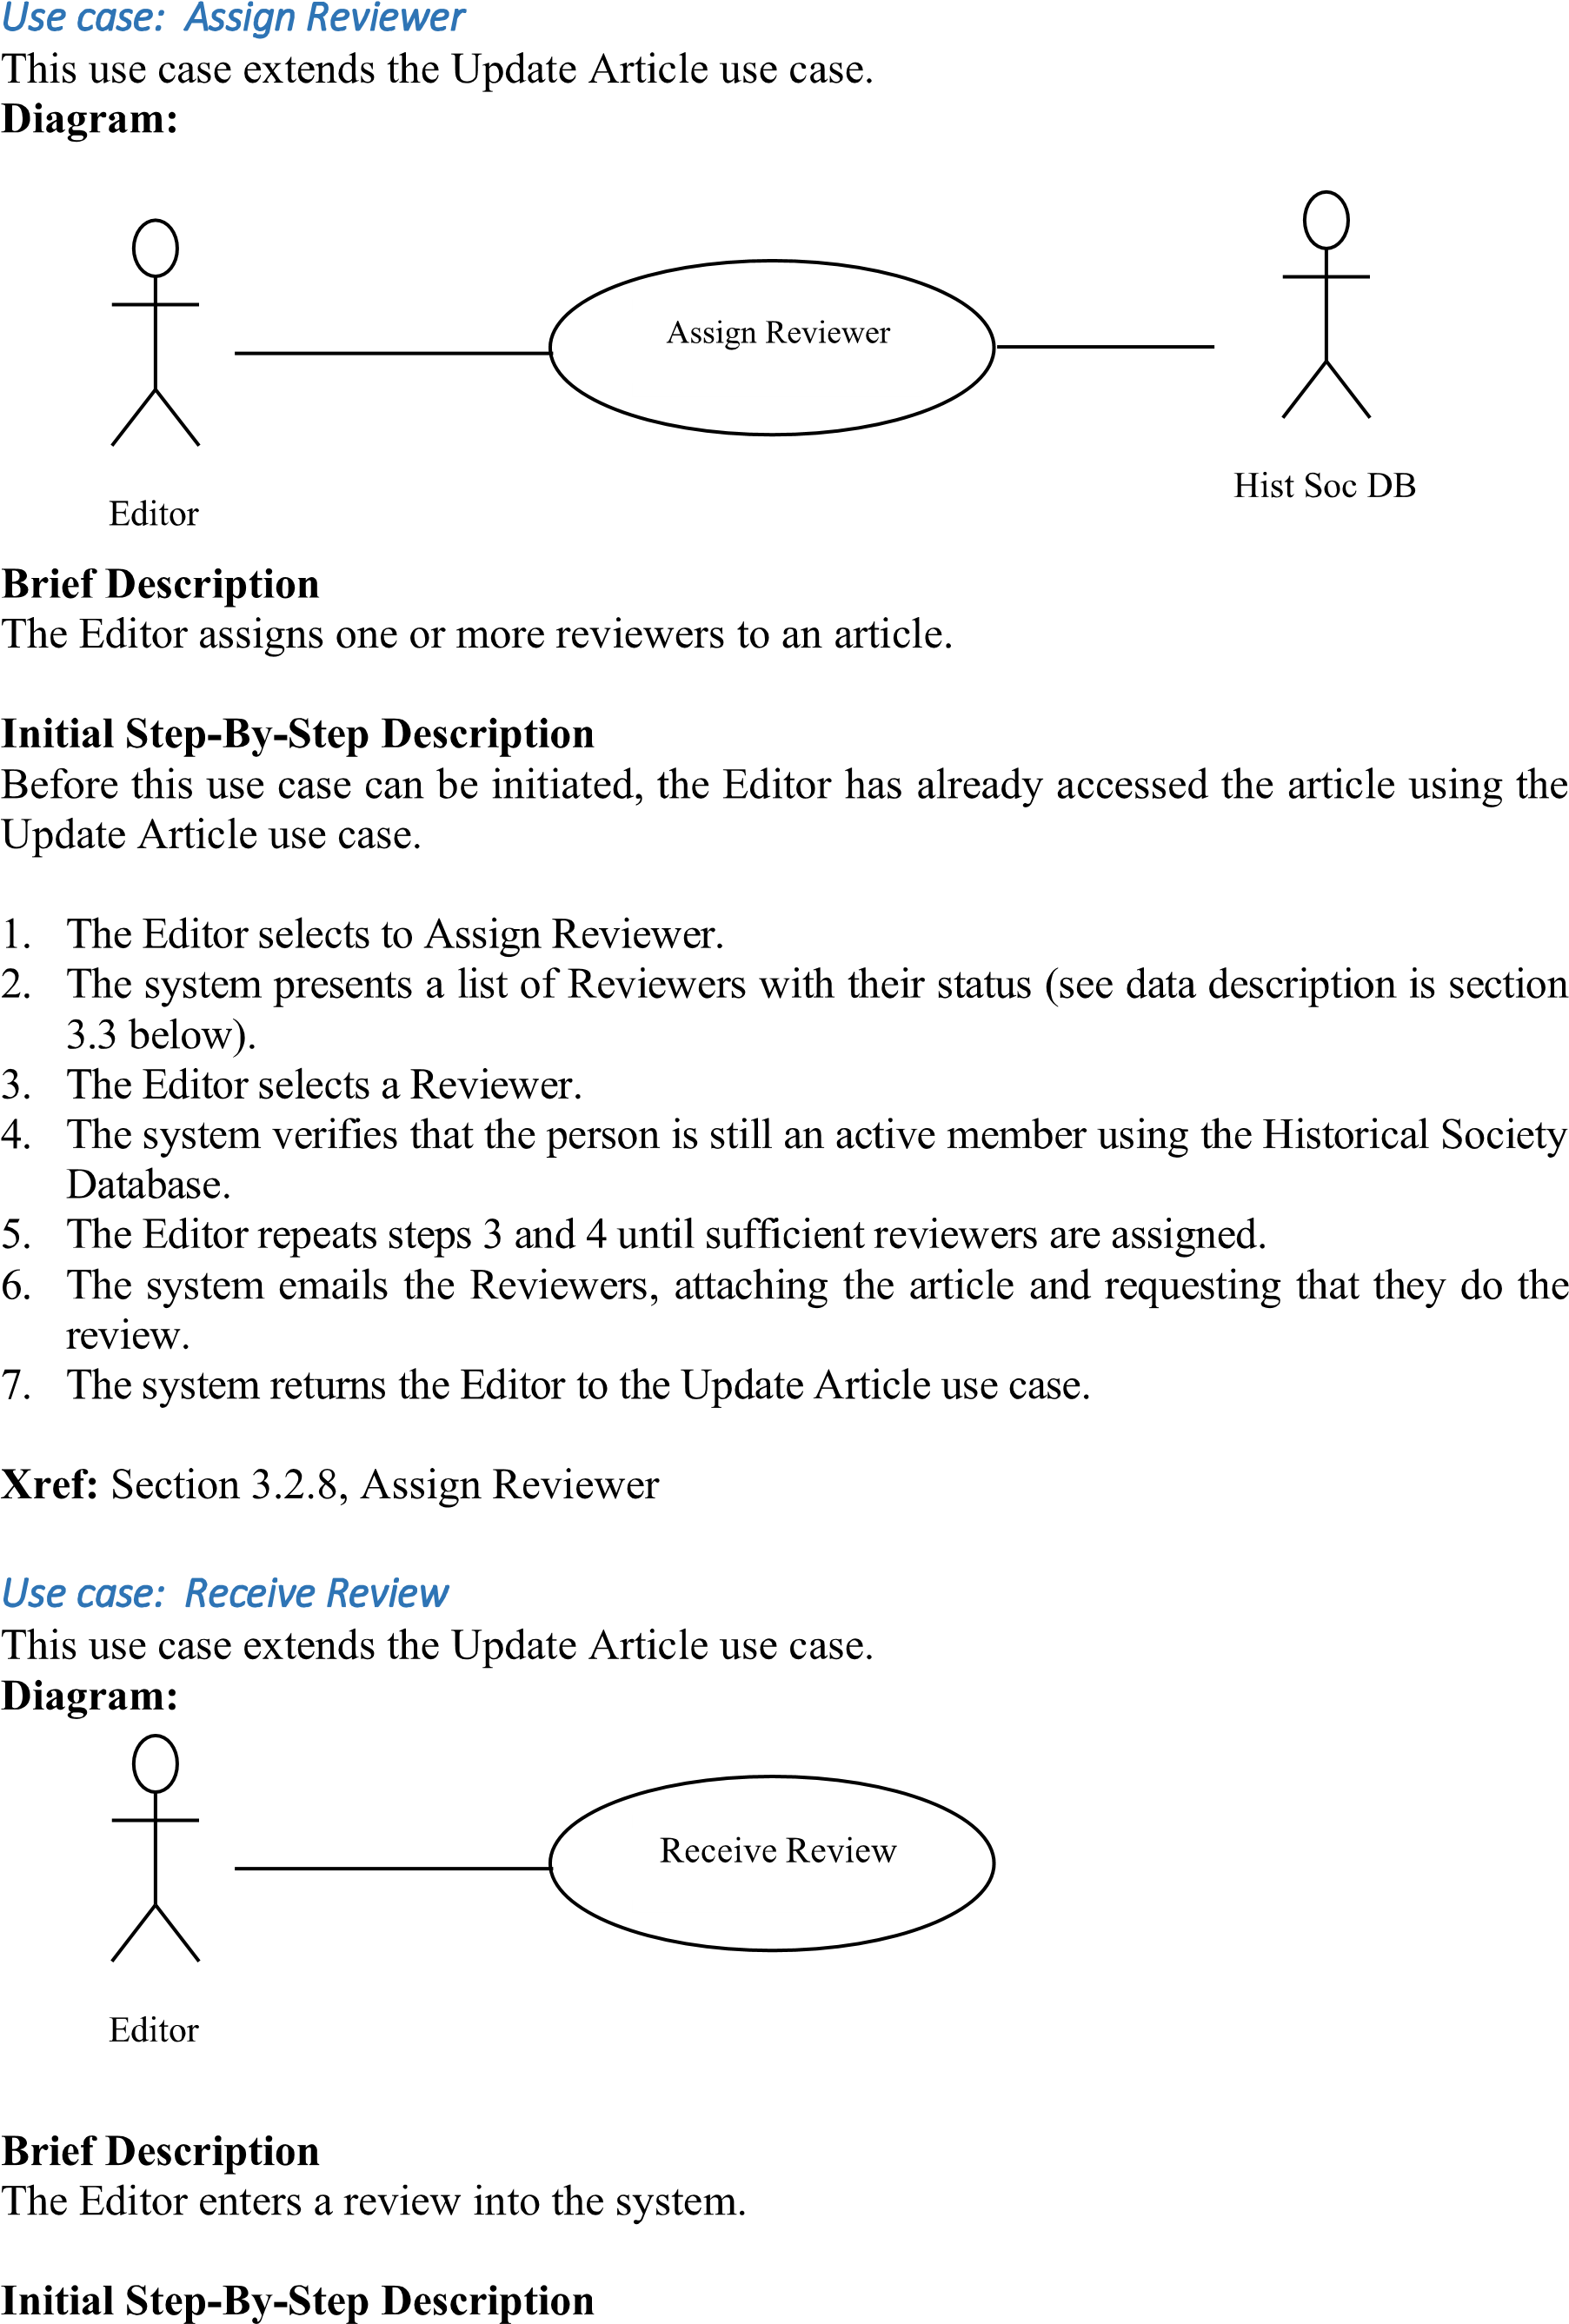 Use case:  Assign Reviewer
This use case extends the Update Article use case.
Diagram:
Assign Reviewer
Hist Soc DB
Editor
Brief Description
The Editor assigns one or more reviewers to an article.
Initial Step-By-Step Description
Before this use case can be initiated, the Editor has already accessed the article using the
Update Article use case.
1. The Editor selects to Assign Reviewer.
2. The system presents a list of Reviewers with their status (see data description is section
3.3 below).
3. The Editor selects a Reviewer.
4. The system verifies that the person is still an active member using the Historical Society
Database.
5. The Editor repeats steps 3 and 4 until sufficient reviewers are assigned.
6. The system emails the Reviewers, attaching the article and requesting that they do the
review.
7. The system returns the Editor to the Update Article use case.
Xref: Section 3.2.8, Assign Reviewer
Use case:  Receive Review
This use case extends the Update Article use case.
Diagram:
Receive Review
Editor
Brief Description
The Editor enters a review into the system.
Initial Step-By-Step Description